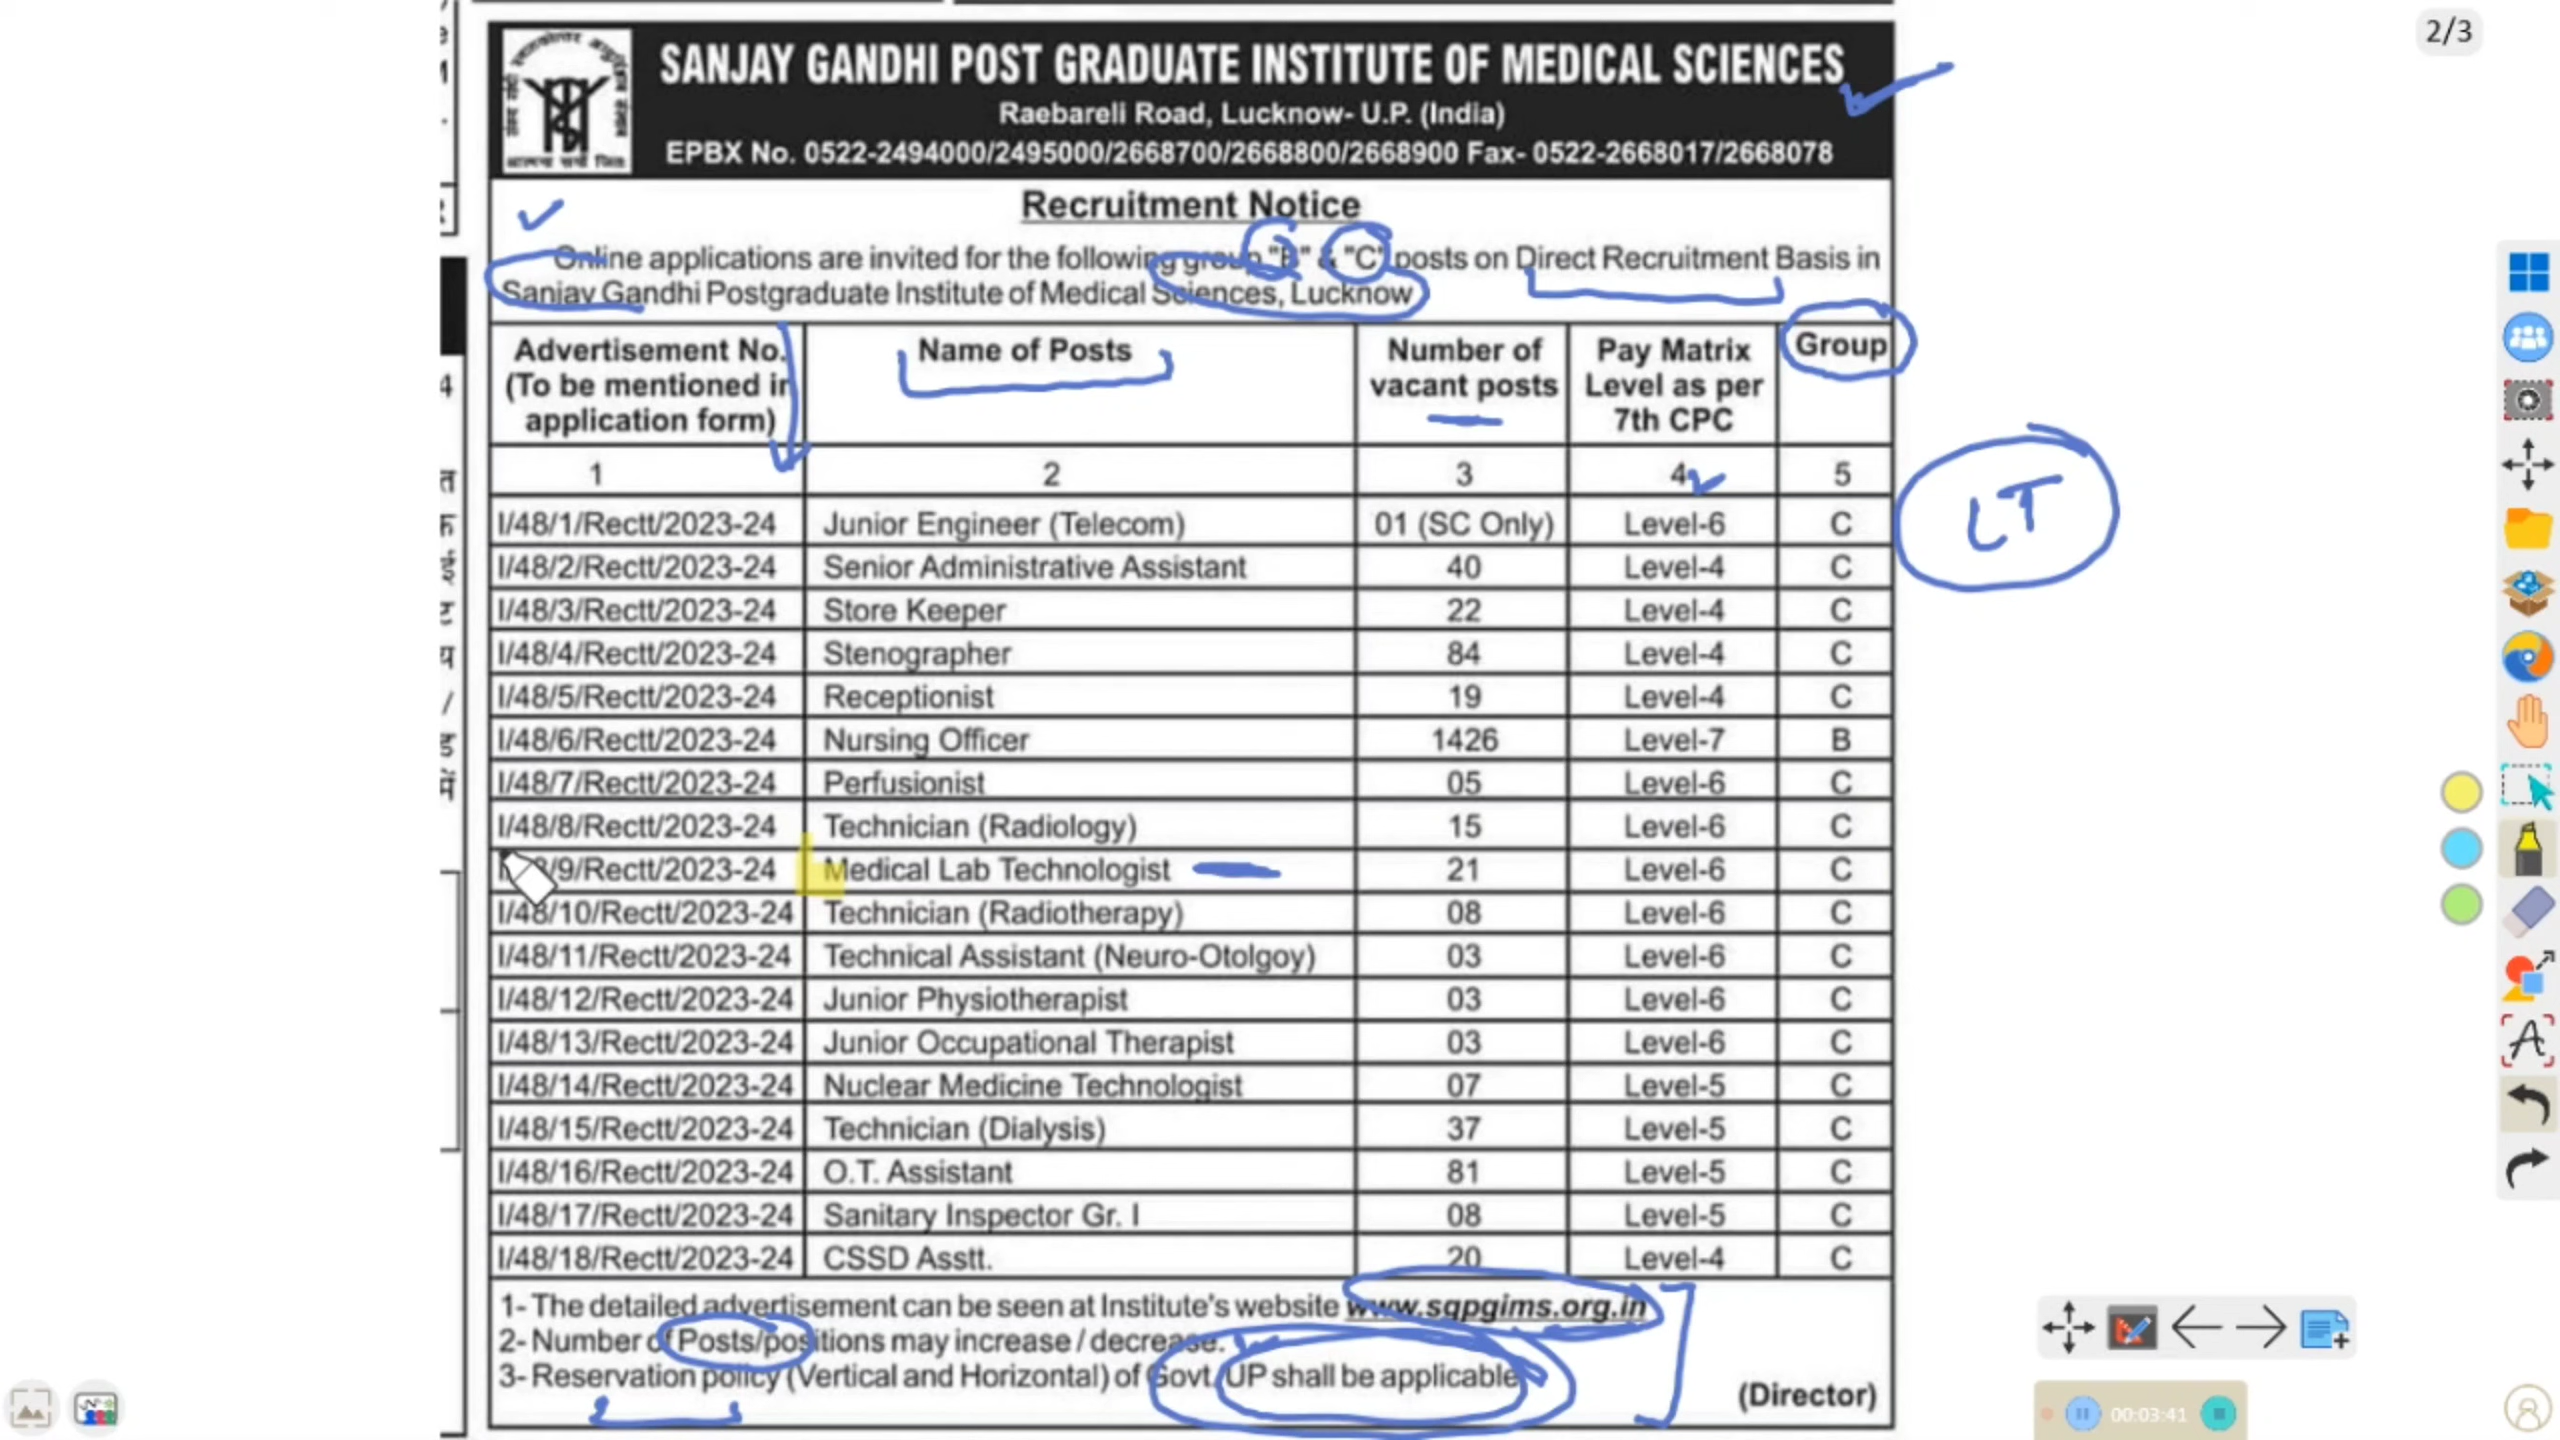 2/3
SANJAY GANDHI POST GRADUATE INSTITUTE OF MEDICAL SCIENCES
Raebareli Road, Lucknow- U.P. (India)
EPBX No. 0522-2494000/2495000/2668700/2668800/2668900 Fax- 0522-2668017/2668078
Recruitment Notice
Online applications are invited for the following group "B" & "C" posts on Direct Recruitment Basis in
Sanjay Gandhi Postgraduate Institute of Medical Sciences, Lucknow
Advertisement No. (To be mentioned in application form) Name of Posts Number of vacant posts Pay Matrix Level as per 7th CPC Group
1 2 3 4 5
I/48/1/Rectt/2023-24 Junior Engineer (Telecom) 01 (SC Only) Level-6 C
LT
I/48/2/Rectt/2023-24 Senior Administrative Assistant 40 Level-4 C
I/48/3/Rectt/2023-24 Store Keeper 22 Level-4 C
I/48/4/Rectt/2023-24 Stenographer 84 Level-4 C
I/48/5/Rectt/2023-24 Receptionist 19 Level-4 C
I/48/6/Rectt/2023-24 Nursing Officer 1426 Level-7 B
I/48/7/Rectt/2023-24 Perfusionist 05 Level-6 C
I/48/8/Rectt/2023-24 Technician (Radiology) 15 Level-6 C
/9/Rectt/2023-24 Medical Lab Technologist 21 Level-6 C
I/48/10/Rectt/2023-24 Technician (Radiotherapy) 08 Level-6 C
I/48/11/Rectt/2023-24 Technical Assistant (Neuro-Otolgoy) 03 Level-6 C
I/48/12/Rectt/2023-24 Junior Physiotherapist 03 Level-6 C
I/48/13/Rectt/2023-24 Junior Occupational Therapist 03 Level-6 C
I/48/14/Rectt/2023-24 Nuclear Medicine Technologist 07 Level-5 C
I/48/15/Rectt/2023-24 Technician (Dialysis) 37 Level-5 C
I/48/16/Rectt/2023-24 O.T. Assistant 81 Level-5 C
I/48/17/Rectt/2023-24 Sanitary Inspector Gr. I 08 Level-5 C
I/48/18/Rectt/2023-24 CSSD Asstt. 20 Level-4 C
1- The detailed advertisement can be seen at Institute's website www.sgpgims.org.in
2- Number of Posts/positions may increase / decrease.
3- Reservation policy (Vertical and Horizontal) of Govt. UP shall be applicable
(Director)
00:03:41